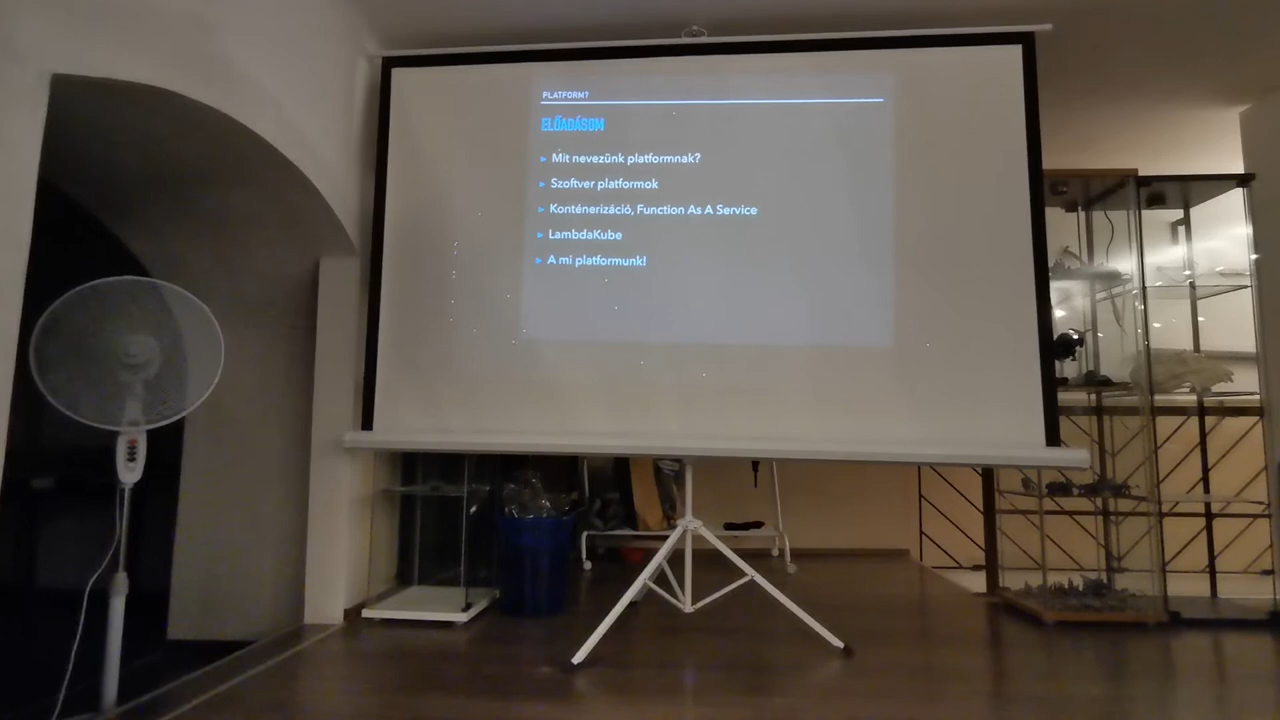 PLATFORM?
ELŐADÁSOM
Mit nevezünk platformnak?
Szoftver platformok
Konténerizáció, Function As A Service
LambdaKube
A mi platformunk!